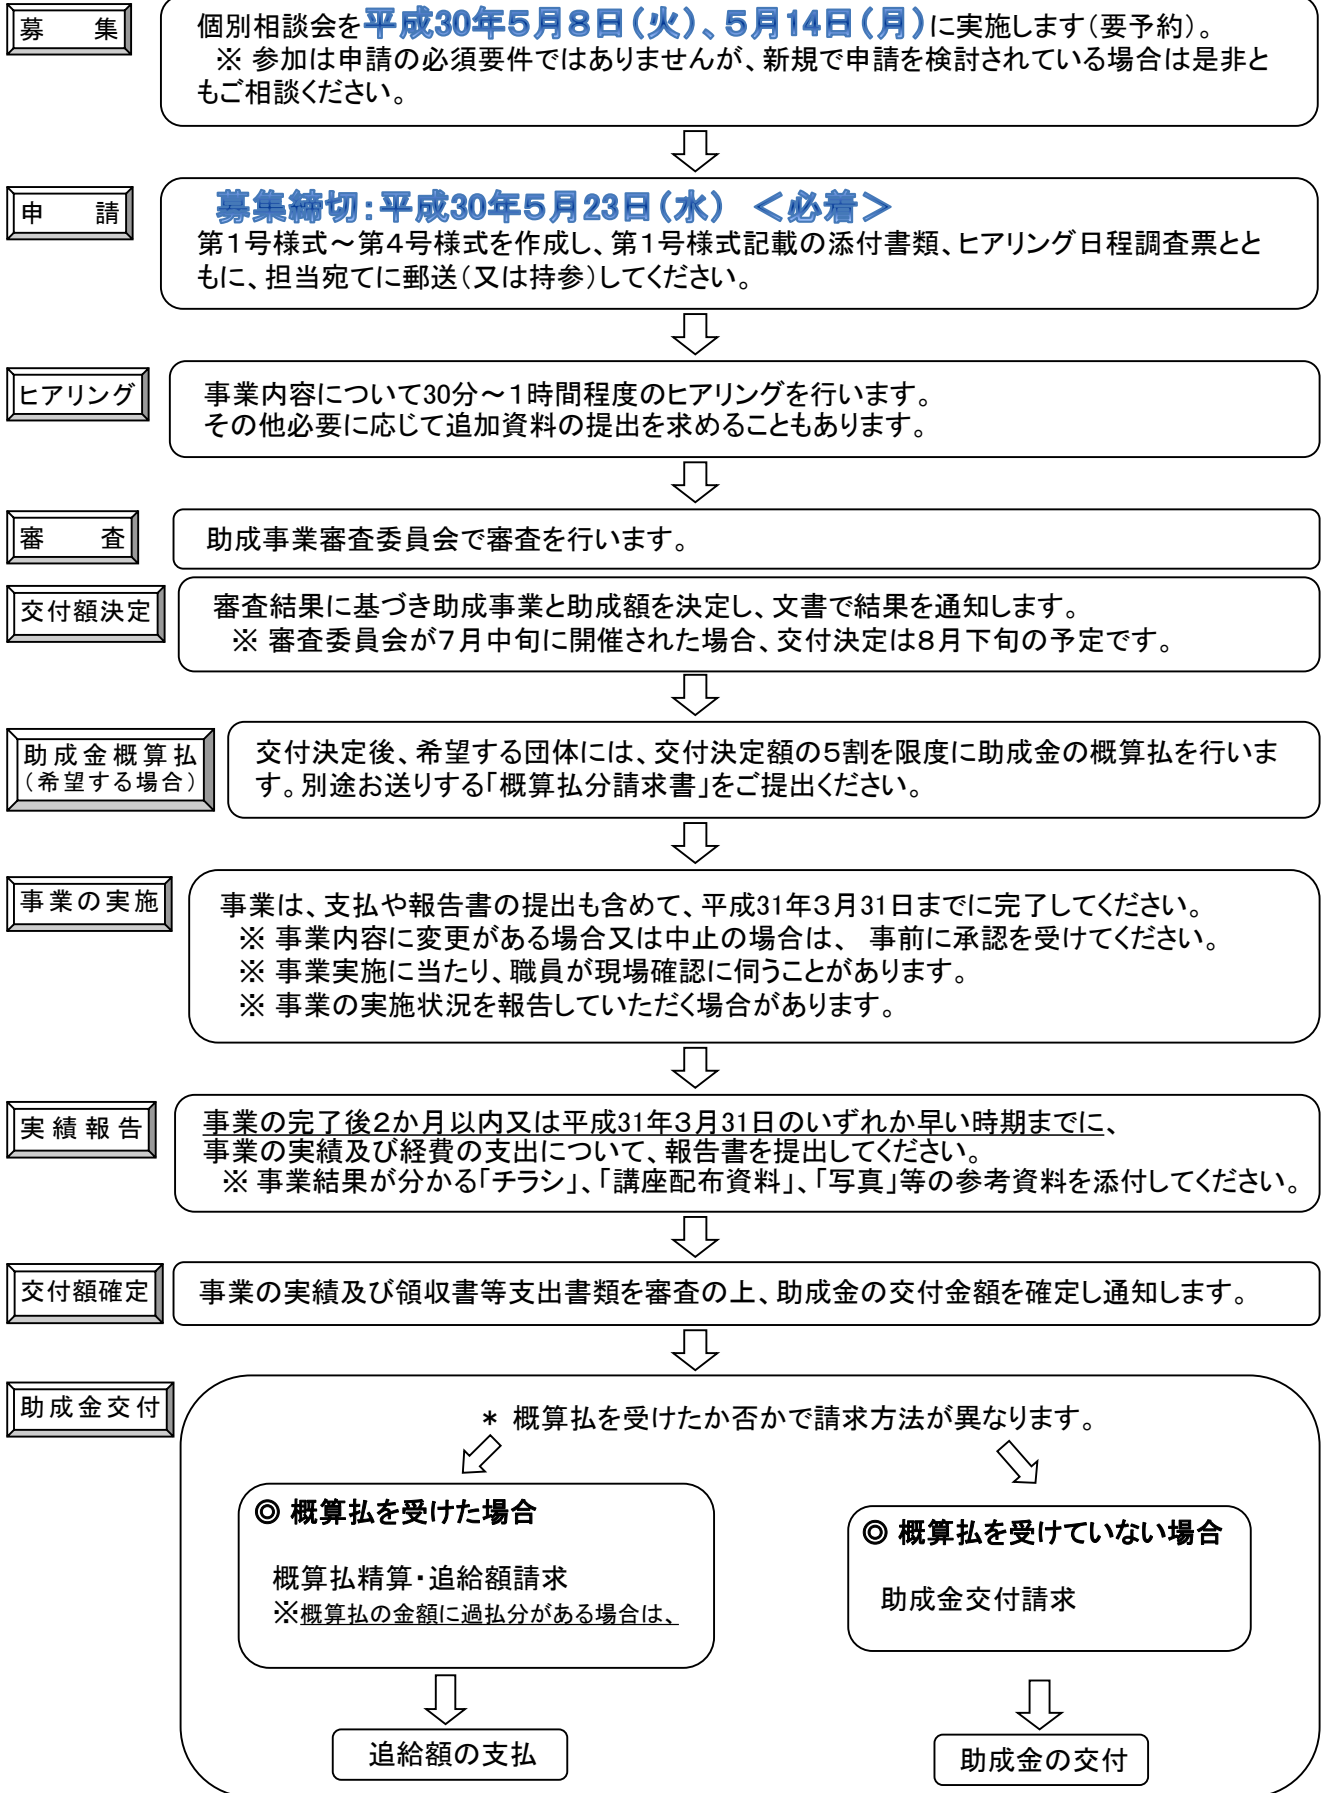 募　集
個別相談会を平成30年５月８日（火）、５月14日（月）に実施します（要予約）。
※ 参加は申請の必須要件ではありませんが、新規で申請を検討されている場合は是非と
もご相談ください。
申　請
募集締切：平成30年５月23日（水） ＜必着＞
第１号様式～第４号様式を作成し、第１号様式記載の添付書類、ヒアリング日程調査票とと
もに、担当宛てに郵送（又は持参）してください。
ヒアリング
事業内容について30分～１時間程度のヒアリングを行います。
その他必要に応じて追加資料の提出を求めることもあります。
審　査
助成事業審査委員会で審査を行います。
交付額決定
審査結果に基づき助成事業と助成額を決定し、文書で結果を通知します。
※ 審査委員会が７月中旬に開催された場合、交付決定は８月下旬の予定です。
助成金概算払
（希望する場合）
交付決定後、希望する団体には、交付決定額の５割を限度に助成金の概算払を行いま
す。別途お送りする「概算払分請求書」をご提出ください。
事業の実施
事業は、支払や報告書の提出も含めて、平成31年３月31日までに完了してください。
※ 事業内容に変更がある場合又は中止の場合は、 事前に承認を受けてください。
※ 事業実施に当たり、職員が現場確認に伺うことがあります。
※ 事業の実施状況を報告していただく場合があります。
実績報告
事業の完了後２か月以内又は平成31年３月31日のいずれか早い時期までに、
事業の実績及び経費の支出について、報告書を提出してください。
※ 事業結果が分かる「チラシ」、「講座配布資料」、「写真」等の参考資料を添付してください。
交付額確定
事業の実績及び領収書等支出書類を審査の上、助成金の交付金額を確定し通知します。
助成金交付
* 概算払を受けたか否かで請求方法が異なります。
◎ 概算払を受けた場合
概算払精算・追給額請求
※概算払の金額に過払分がある場合は、
追給額の支払
◎ 概算払を受けていない場合
助成金交付請求
助成金の交付